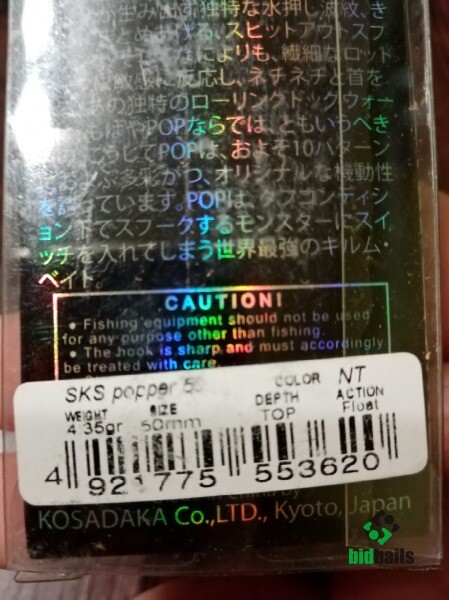 生み出す独特な水押し波紋、き
スピットアウトスプ
なによりも、繊細なロッド
敏感に反応し、ネチネチと首を
の独特のローリングドッグウォー
POPならでは、ともいうべき
してPOPは、およそ10パターン
多彩かつ、オリジナルな機動性
を ています。POPは、タフコンディシ
ョン下でスプークするモンスターにスイ
ッチを入れてしまう世界最強のキルム・
ベイト。
CAUTION!
● Fishing equipment should not be used
for any purpose other than fishing.
● The hook is sharp and must accordingly
be treated with care.
SKS popper 50 COLOR NT
WEIGHT SIZE DEPTH ACTION
4.35gr 50mm TOP Float
4 921775 553620
China by
KOSADAKA Co.,LTD., Kyoto, Japan
bidbaits